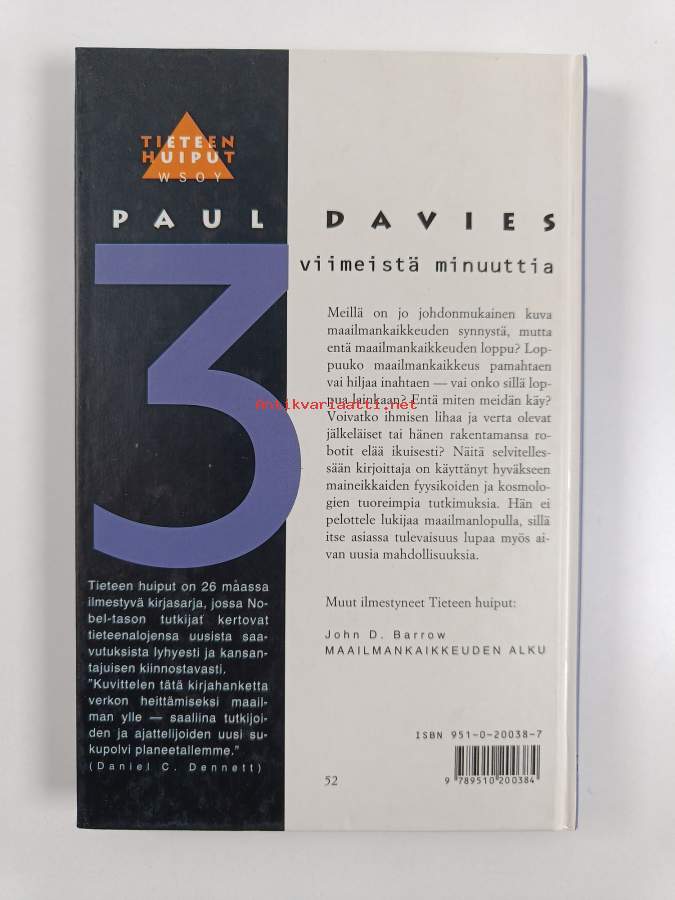 TIETEEN
HUIPUT
WSOY
PAUL DAVIES
3
viimeistä minuuttia
Meillä on jo johdonmukainen kuva
maailmankaikkeuden synnystä, mutta
entä maailmankaikkeuden loppu? Lop-
puuko maailmankaikkeus pamahtaen
vai hiljaa inahtaen — vai onko sillä lop-
pua lainkaan? Entä miten meidän käy?
Antikvariaatti.net
Voivatko ihmisen lihaa ja verta olevat
jälkeläiset tai hänen rakentamansa ro-
botit elää ikuisesti? Näitä selvitelles-
sään kirjoittaja on käyttänyt hyväkseen
maineikkaiden fyysikoiden ja kosmolo-
gien tuoreimpia tutkimuksia. Hän ei
pelottele lukijaa maailmanlopulla, sillä
itse asiassa tulevaisuus lupaa myös ai-
van uusia mahdollisuuksia.
Tieteen huiput on 26 maassa
ilmestyvä kirjasarja, jossa No-
bel-tason tutkijat kertovat
tieteenalojensa uusista saa-
vutuksista lyhyesti ja kansan-
tajuisen kiinnostavasti.
"Kuvittelen tätä kirjahanketta
verkon heittämiseksi maail-
man ylle — saaliina tutkijoi-
den ja ajattelijoiden uusi su-
kupolvi planeetallemme."
(Daniel C. Dennett)
Muut ilmestyneet Tieteen huiput:
John D. Barrow
MAAILMANKAIKKEUDEN ALKU
ISBN 951-0-20038-7
52
9 789510 200384